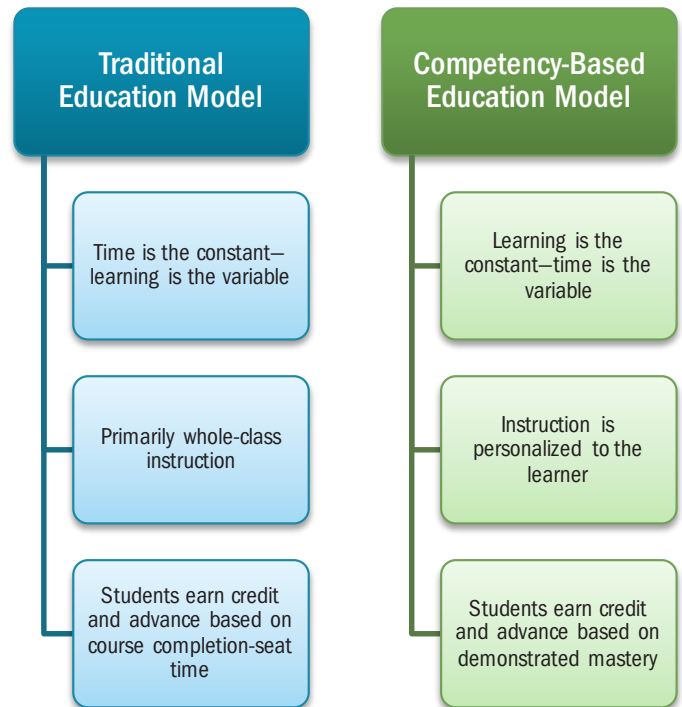 Traditional
Education Model
Time is the constant—
learning is the variable
Primarily whole-class
instruction
Students earn credit
and advance based on
course completion-seat
time
Competency-Based
Education Model
Learning is the
constant—time is the
variable
Instruction is
personalized to the
learner
Students earn credit
and advance based on
demonstrated mastery